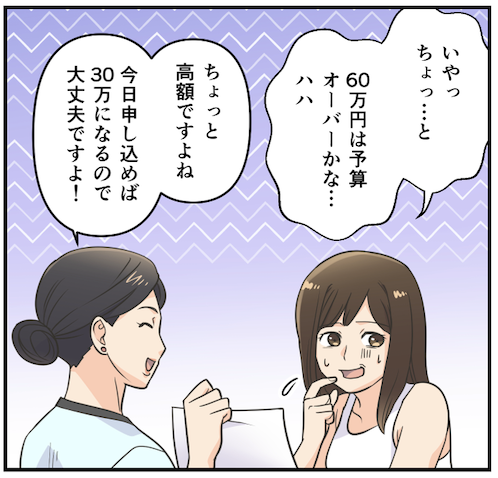 いやっ
ちょっ…と
60万円は予算
オーバーかな…
ハハ
ちょっと
高額ですよね
今日申し込めば
30万になるので
大丈夫ですよ！